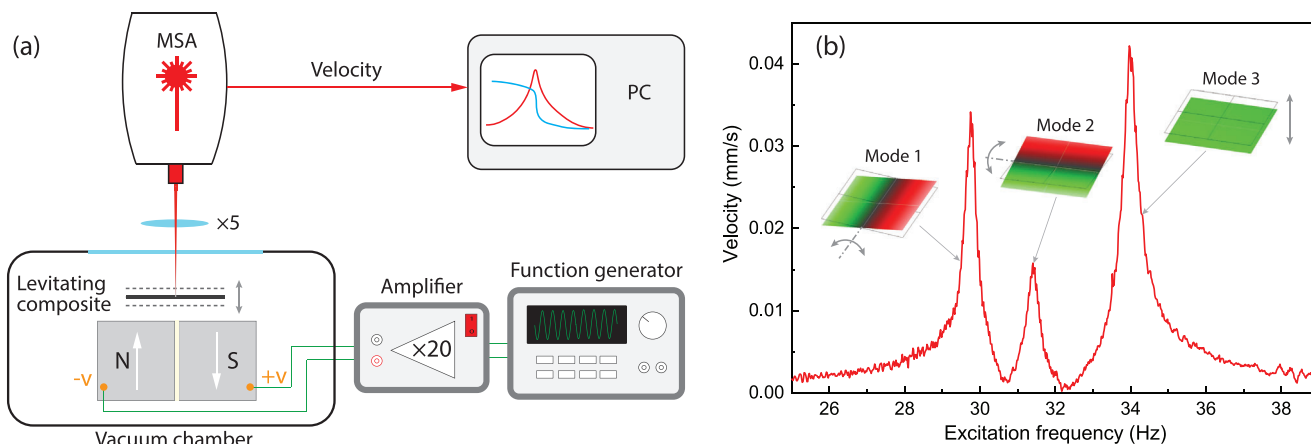 (a)
MSA
Velocity
PC
×5
Levitating
composite
N
S
-v
+v
Amplifier
×20
Function generator
Vacuum chamber
(b)
Velocity (mm/s)
0.04
0.03
0.02
0.01
0.00
Mode 1
Mode 2
Mode 3
26 28 30 32 34 36 38
Excitation frequency (Hz)